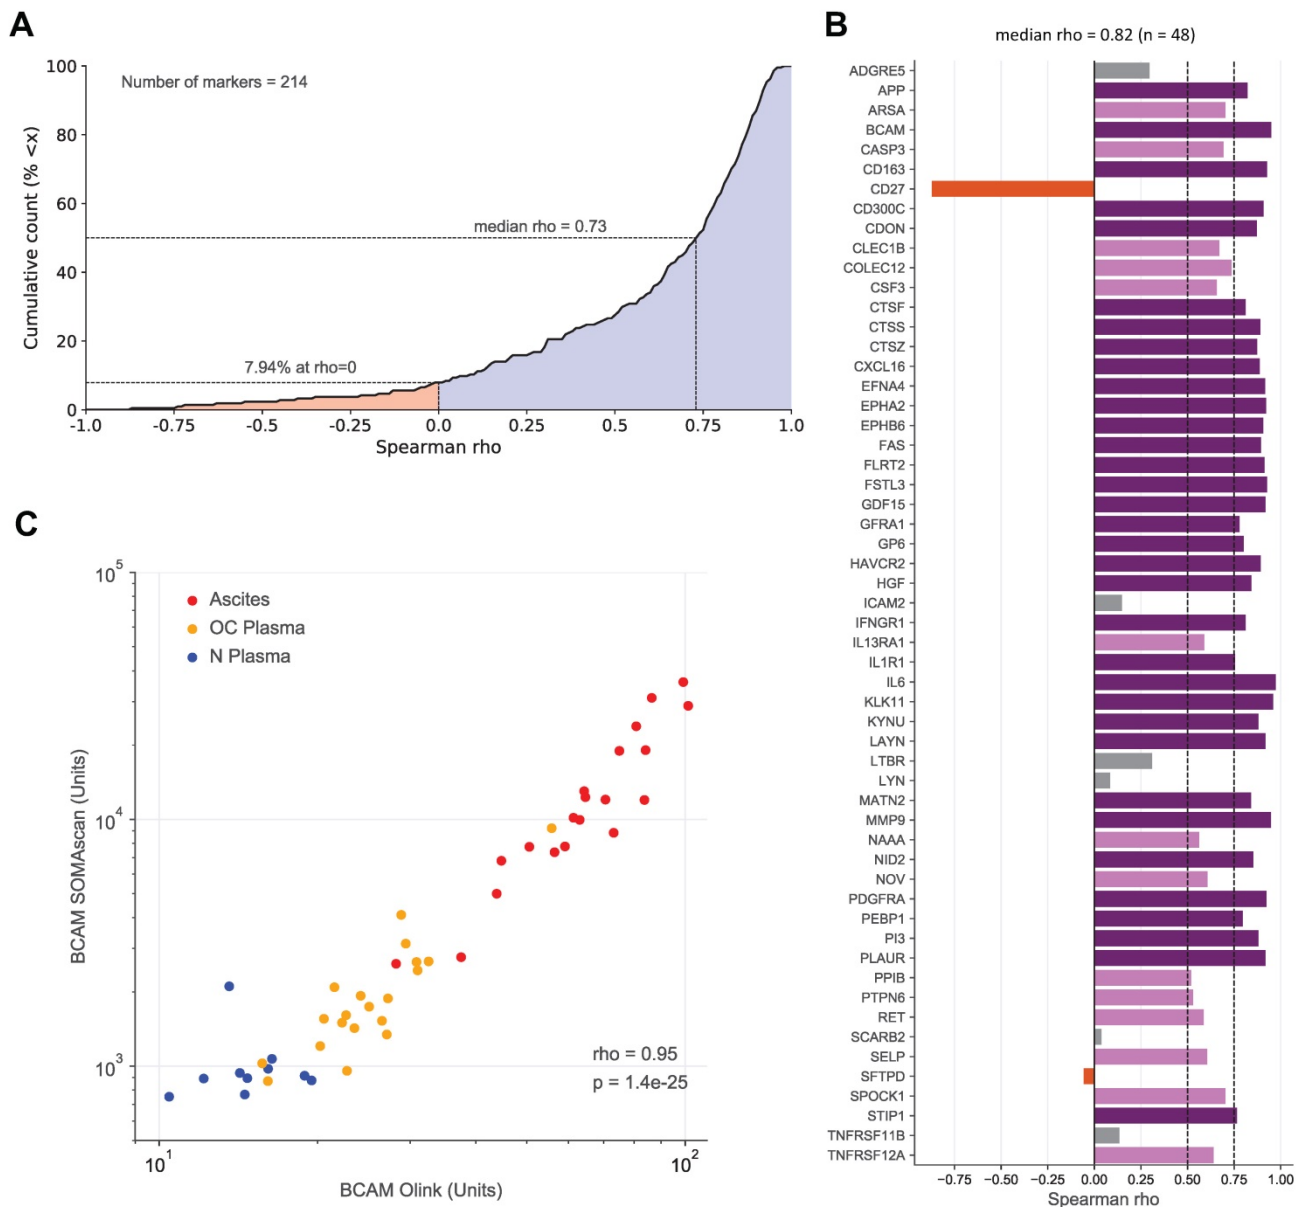 A
Number of markers = 214
100
80
60
40
20
0
Cumulative count (% <x)
median rho = 0.73
7.94% at rho=0
-1.0 -0.75 -0.5 -0.25 0.0 0.25 0.5 0.75 1.0
Spearman rho
B
median rho = 0.82 (n = 48)
ADGRE5
APP
ARSA
BCAM
CASP3
CD163
CD27
CD300C
CDON
CLEC1B
COLEC12
CSF3
CTSF
CTSS
CTSZ
CXCL16
EFNA4
EPHA2
EPHB6
FAS
FLRT2
FSTL3
GDF15
GFRA1
GP6
HAVCR2
HGF
ICAM2
IFNGR1
IL13RA1
IL1R1
IL6
KLK11
KYNU
LAYN
LTBR
LYN
MATN2
MMP9
NAAA
NID2
NOV
PDGFRA
PEBP1
PI3
PLAUR
PPIB
PTPN6
RET
SCARB2
SELP
SFTPD
SPOCK1
STIP1
TNFRSF11B
TNFRSF12A
−0.75 −0.50 −0.25 0.00 0.25 0.50 0.75 1.00
Spearman rho
C
10^5
10^4
10^3
BCAM SOMAscan (Units)
Ascites
OC Plasma
N Plasma
rho = 0.95
p = 1.4e-25
10^1 10^2
BCAM Olink (Units)